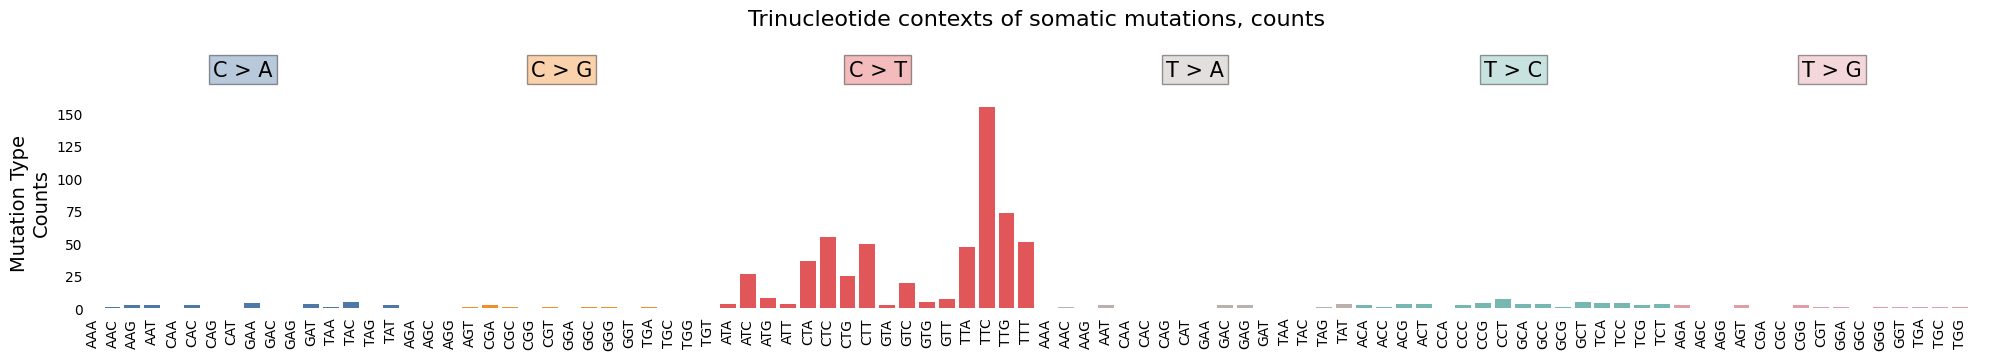 Trinucleotide contexts of somatic mutations, counts
C > A C > G C > T T > A T > C T > G
Mutation Type
Counts
150
125
100
75
50
25
0
AAA AAC AAG AAT CAA CAC CAG CAT GAA GAC GAG GAT TAA TAC TAG TAT AGA AGC AGG AGT CGA CGC CGG CGT GGA GGC GGG GGT TGA TGC TGG TGT ATA ATC ATG ATT CTA CTC CTG CTT GTA GTC GTG GTT TTA TTC TTG TTT AAA AAC AAG AAT CAA CAC CAG CAT GAA GAC GAG GAT TAA TAC TAG TAT ACA ACC ACG ACT CCA CCC CCG CCT GCA GCC GCG GCT TCA TCC TCG TCT AGA AGC AGG AGT CGA CGC CGG CGT GGA GGC GGG GGT TGA TGC TGG